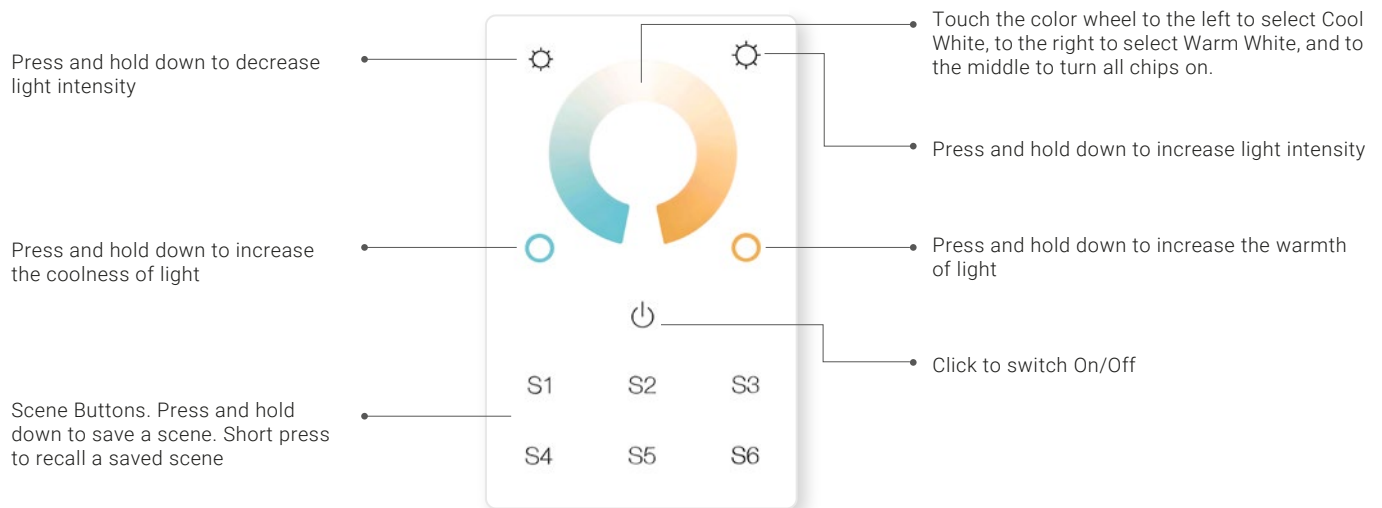 Press and hold down to decrease
light intensity
Touch the color wheel to the left to select Cool
White, to the right to select Warm White, and to
the middle to turn all chips on.
Press and hold down to increase light intensity
Press and hold down to increase
the coolness of light
Press and hold down to increase the warmth
of light
Click to switch On/Off
Scene Buttons. Press and hold
down to save a scene. Short press
to recall a saved scene
S1 S2 S3
S4 S5 S6